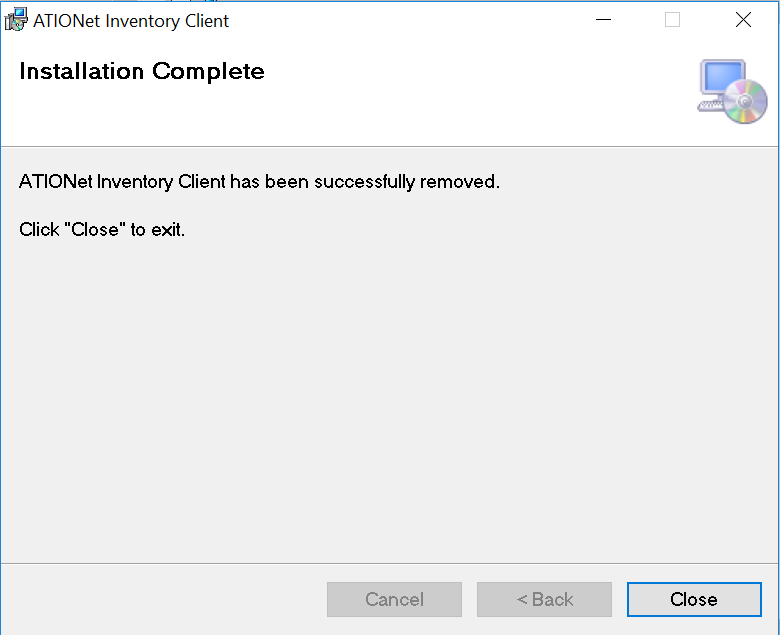 ATIONet Inventory Client
Installation Complete
ATIONet Inventory Client has been successfully removed.
Click "Close" to exit.
Cancel
< Back
Close